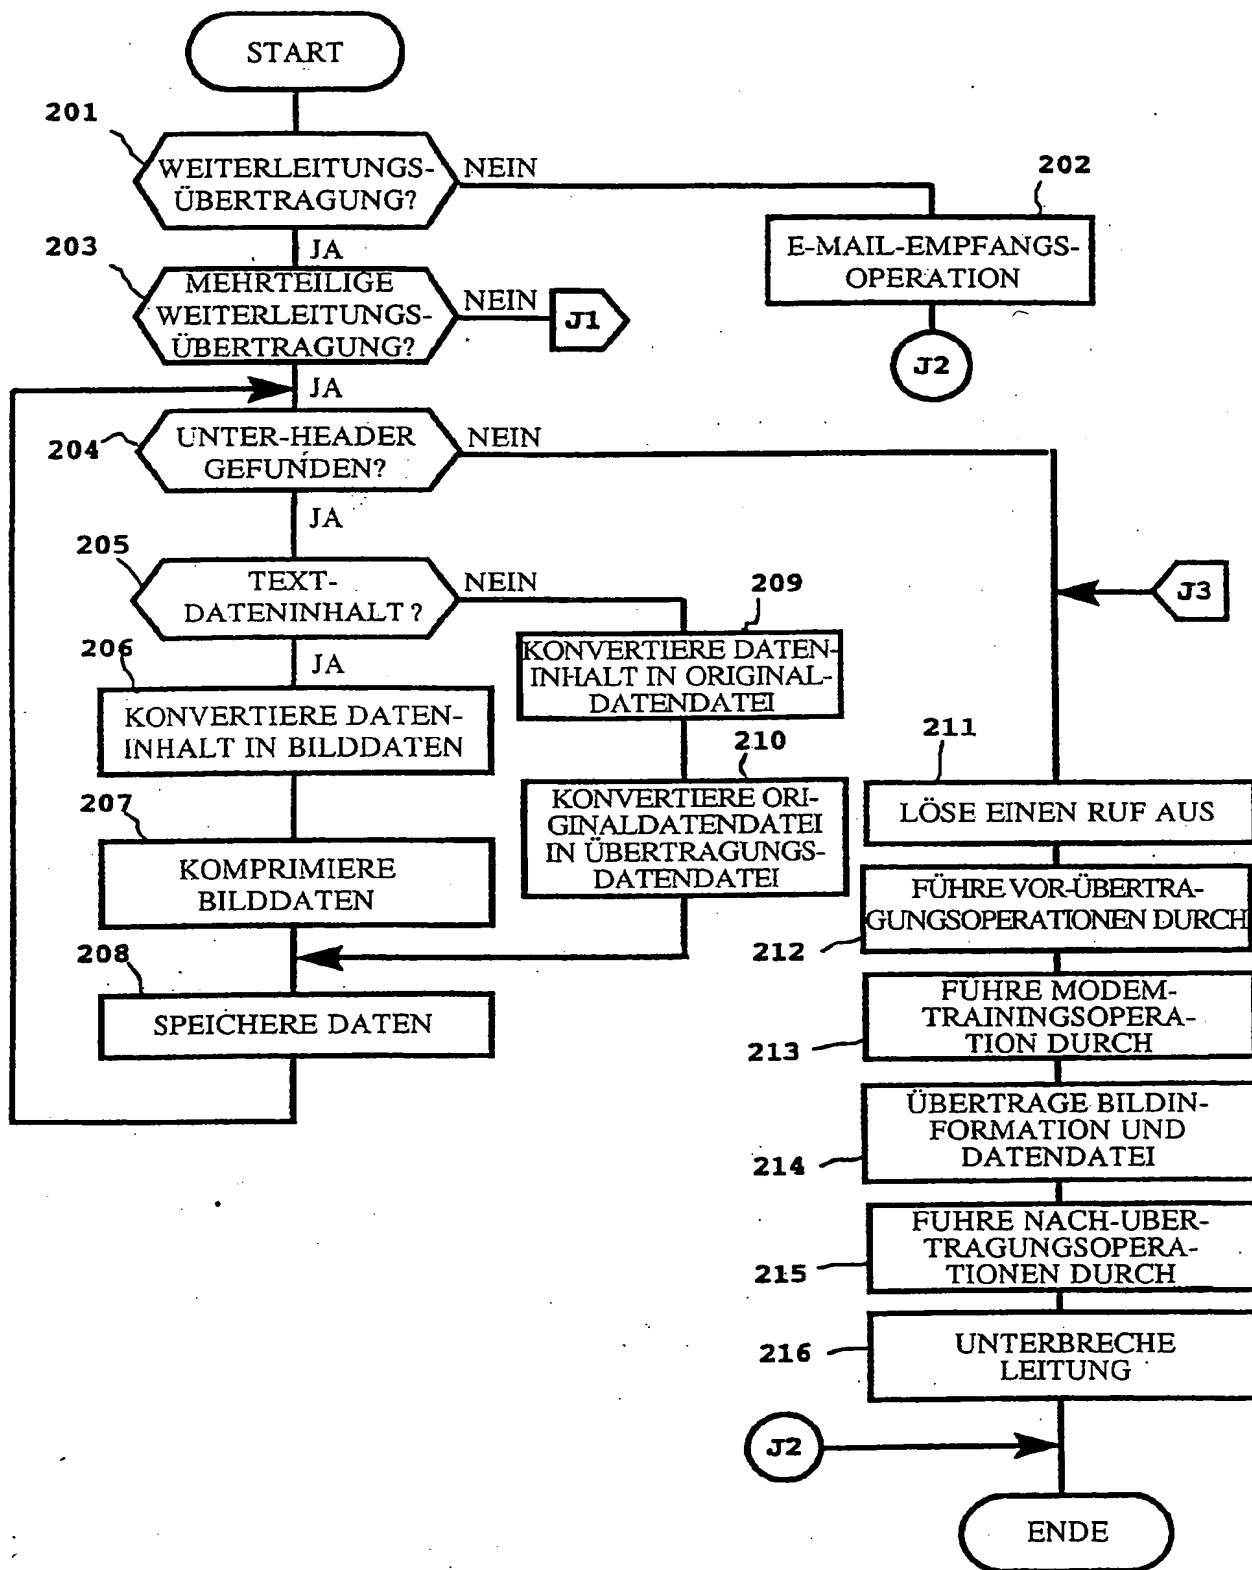 START
201
WEITERLEITUNGS-
ÜBERTRAGUNG?
NEIN
202
E-MAIL-EMPFANGS-
OPERATION
J2
JA
203
MEHRTEILIGE
WEITERLEITUNGS-
ÜBERTRAGUNG?
NEIN
J1
JA
204
UNTER-HEADER
GEFUNDEN?
NEIN
JA
205
TEXT-
DATENINHALT?
NEIN
JA
206
KONVERTIERE DATEN-
INHALT IN BILDDATEN
207
KOMPRIMIERE
BILDDATEN
208
SPEICHERE DATEN
209
KONVERTIERE DATEN-
INHALT IN ORIGINAL-
DATENDATEI
210
KONVERTIERE ORI-
GINALDATENDATEI
IN ÜBERTRAGUNGS-
DATENDATEI
J3
211
LÖSE EINEN RUF AUS
FÜHRE VOR-ÜBERTRA-
GUNGSOPERATIONEN DURCH
212
FÜHRE MODEM-
TRAININGSOPERA-
TION DURCH
213
ÜBERTRAGE BILDIN-
FORMATION UND
DATENDATEI
214
FUHRE NACH-UBER-
TRAGUNGSOPERA-
TIONEN DURCH
215
UNTERBRECHE
LEITUNG
216
J2
ENDE